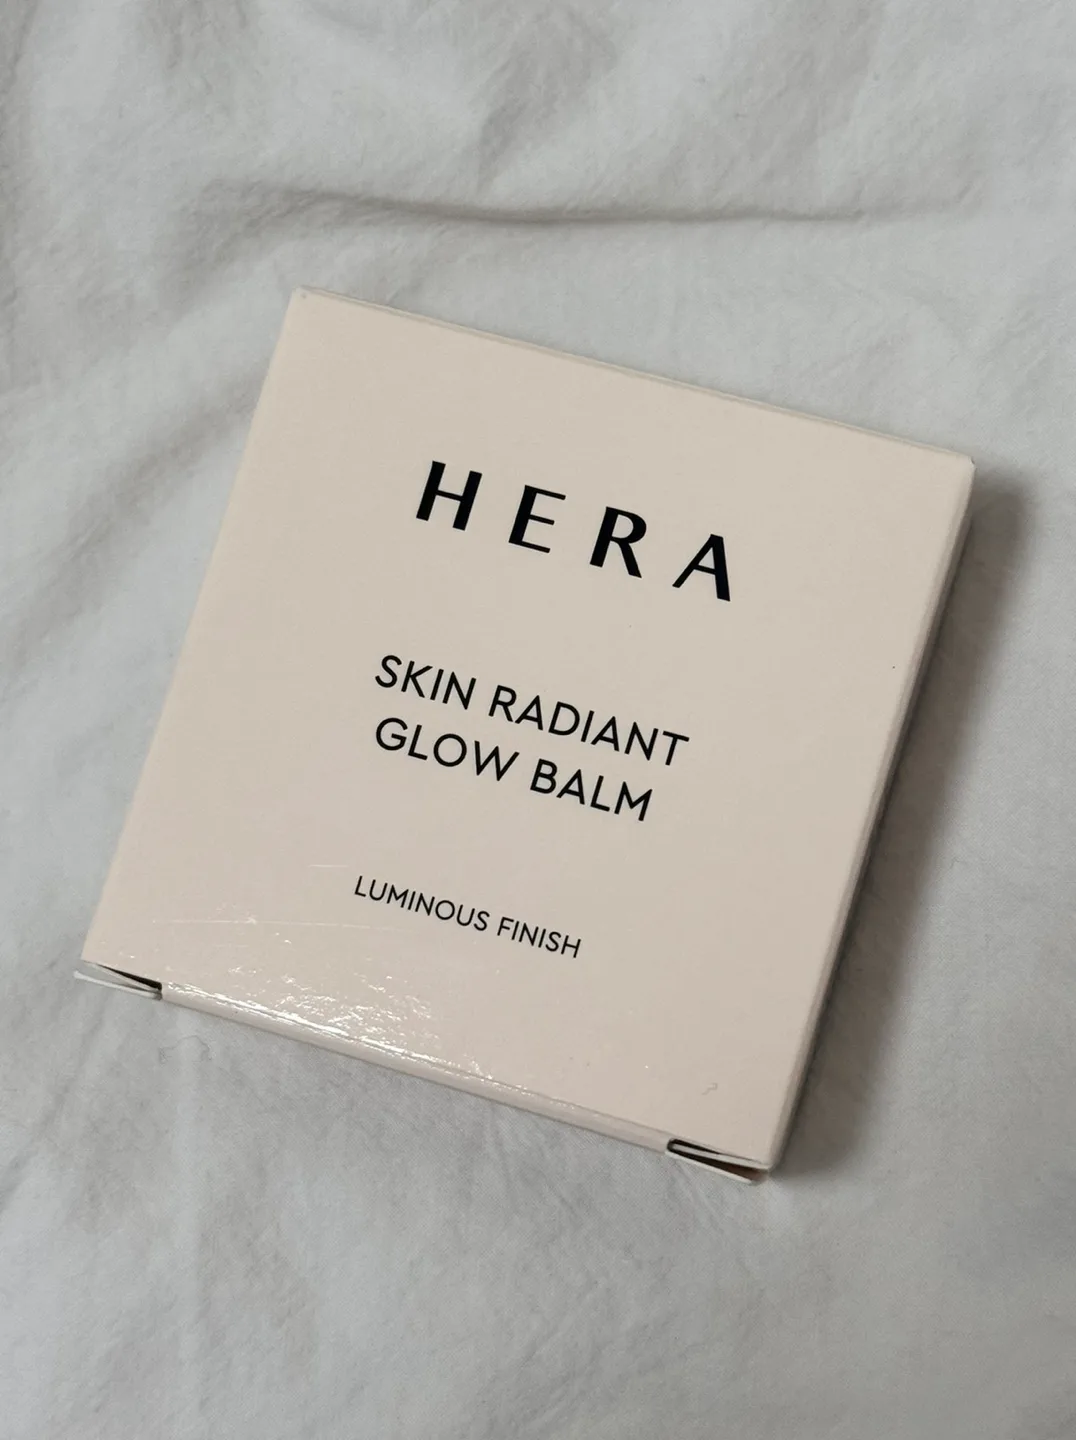 HERA
SKIN RADIANT
GLOW BALM
LUMINOUS FINISH